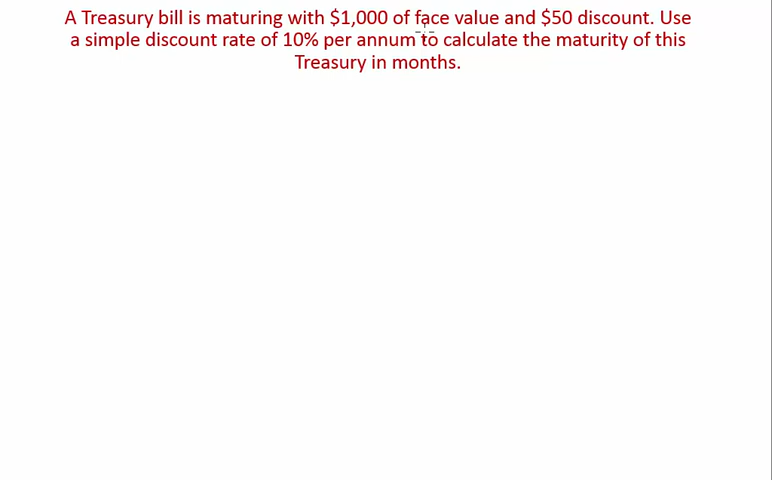 A Treasury bill is maturing with $1,000 of face value and $50 discount. Use
a simple discount rate of 10% per annum to calculate the maturity of this
Treasury in months.